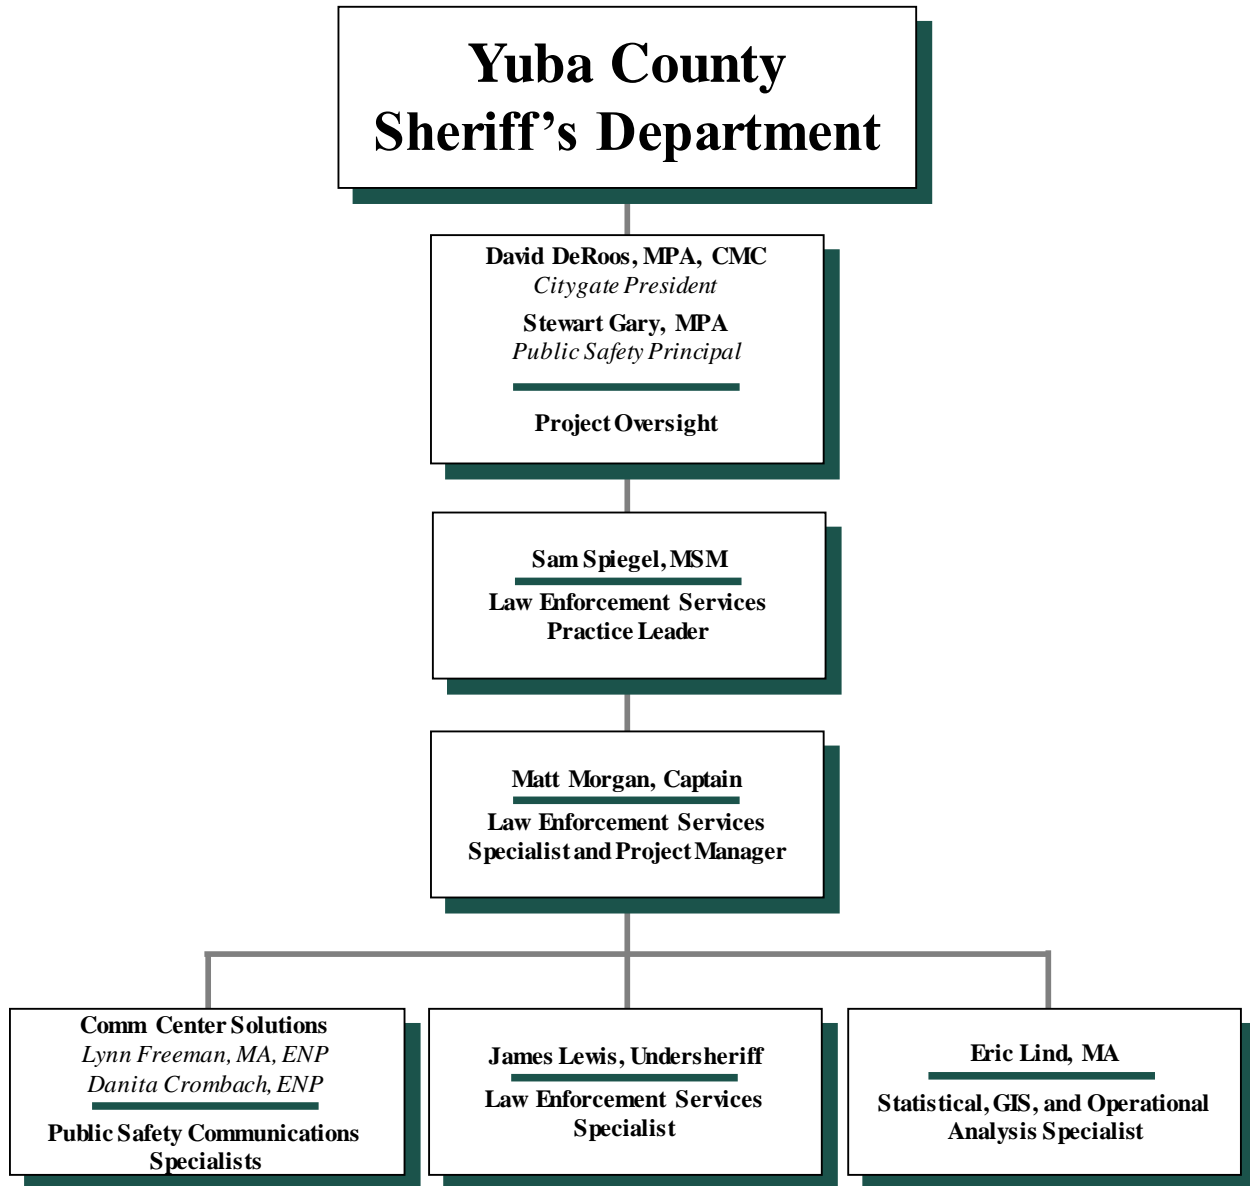 Yuba County
Sheriff’s Department
David DeRoos, MPA, CMC
Citygate President
Stewart Gary, MPA
Public Safety Principal
Project Oversight
Sam Spiegel, MSM
Law Enforcement Services
Practice Leader
Matt Morgan, Captain
Law Enforcement Services
Specialist and Project Manager
Comm Center Solutions
Lynn Freeman, MA, ENP
Danita Crombach, ENP
Public Safety Communications
Specialists
James Lewis, Undersheriff
Law Enforcement Services
Specialist
Eric Lind, MA
Statistical, GIS, and Operational
Analysis Specialist